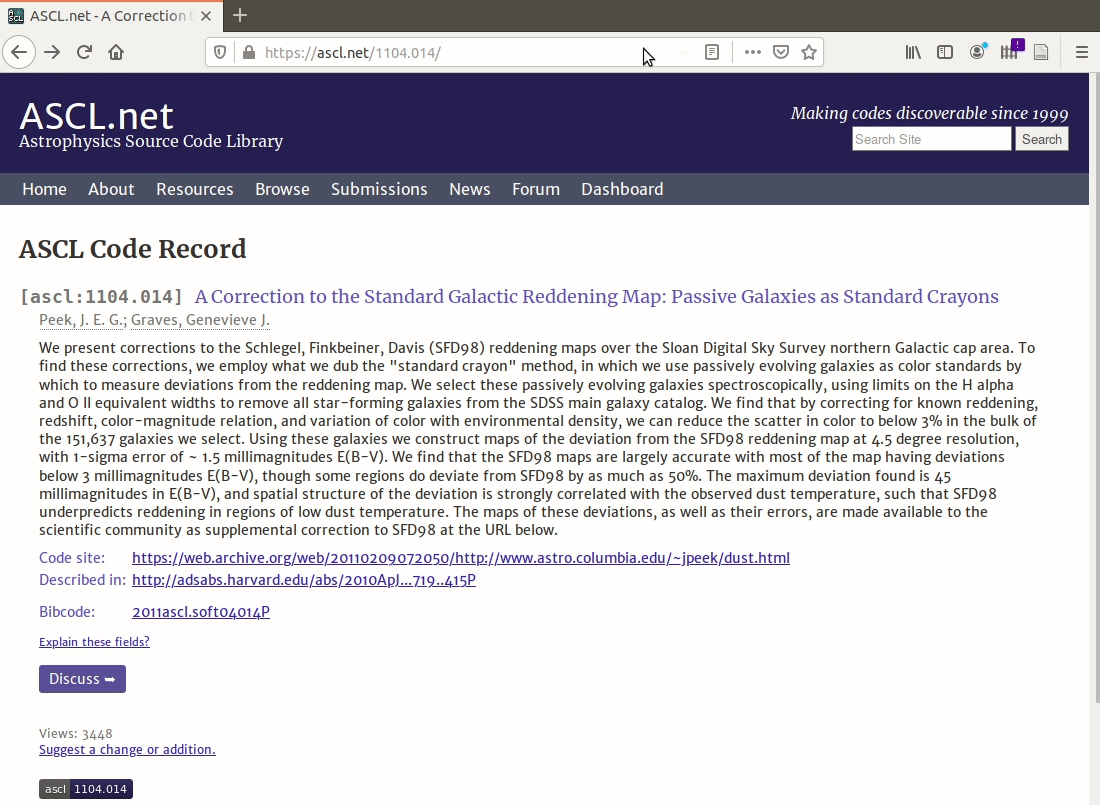 ASCL.net - A Correction t
https://ascl.net/1104.014/
ASCL.net
Astrophysics Source Code Library
Making codes discoverable since 1999
Search Site Search
Home About Resources Browse Submissions News Forum Dashboard
ASCL Code Record
[ascl:1104.014] A Correction to the Standard Galactic Reddening Map: Passive Galaxies as Standard Crayons
Peek, J. E. G.; Graves, Genevieve J.
We present corrections to the Schlegel, Finkbeiner, Davis (SFD98) reddening maps over the Sloan Digital Sky Survey northern Galactic cap area. To
find these corrections, we employ what we dub the "standard crayon" method, in which we use passively evolving galaxies as color standards by
which to measure deviations from the reddening map. We select these passively evolving galaxies spectroscopically, using limits on the H alpha
and O II equivalent widths to remove all star-forming galaxies from the SDSS main galaxy catalog. We find that by correcting for known reddening,
redshift, color-magnitude relation, and variation of color with environmental density, we can reduce the scatter in color to below 3% in the bulk of
the 151,637 galaxies we select. Using these galaxies we construct maps of the deviation from the SFD98 reddening map at 4.5 degree resolution,
with 1-sigma error of ~ 1.5 millimagnitudes E(B-V). We find that the SFD98 maps are largely accurate with most of the map having deviations
below 3 millimagnitudes E(B-V), though some regions do deviate from SFD98 by as much as 50%. The maximum deviation found is 45
millimagnitudes in E(B-V), and spatial structure of the deviation is strongly correlated with the observed dust temperature, such that SFD98
underpredicts reddening in regions of low dust temperature. The maps of these deviations, as well as their errors, are made available to the
scientific community as supplemental correction to SFD98 at the URL below.
Code site: https://web.archive.org/web/20110209072050/http://www.astro.columbia.edu/~jpeek/dust.html
Described in: http://adsabs.harvard.edu/abs/2010ApJ...719..415P
Bibcode: 2011ascl.soft04014P
Explain these fields?
Discuss ➥
Views: 3448
Suggest a change or addition.
ascl 1104.014